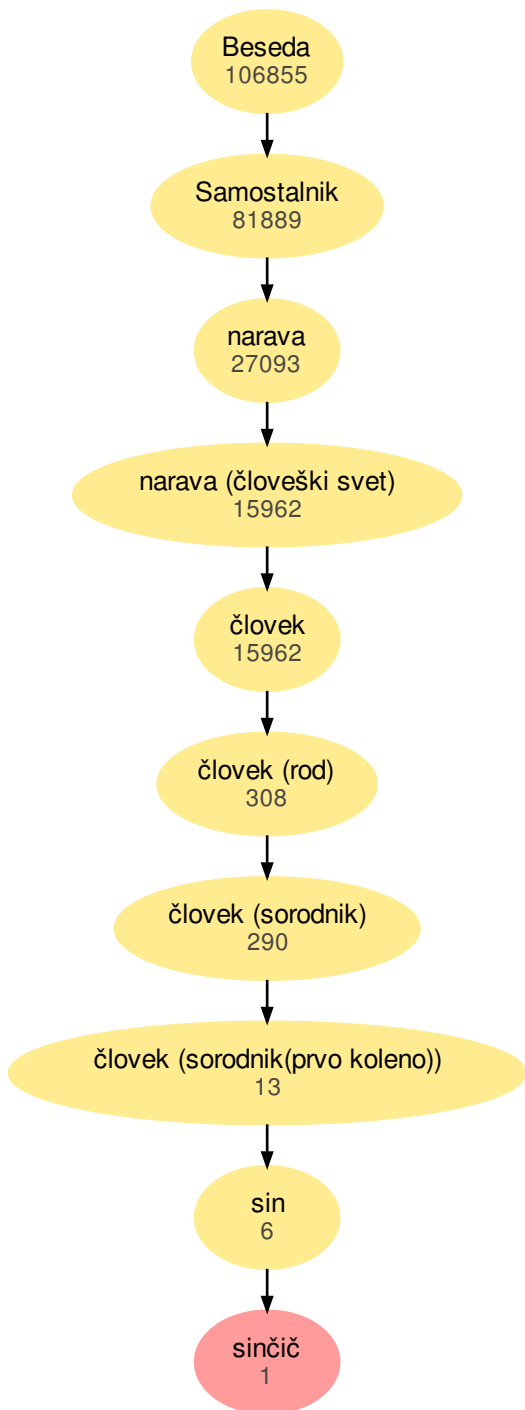 Beseda
106855
Samostalnik
81889
narava
27093
narava (človeški svet)
15962
človek
15962
človek (rod)
308
človek (sorodnik)
290
človek (sorodnik(prvo koleno))
13
sin
6
sinčič
1